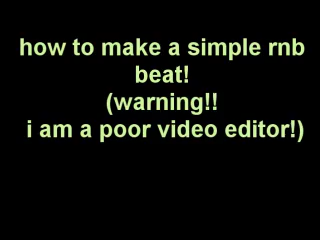 how to make a simple rnb
beat!
(warning!!
i am a poor video editor!)